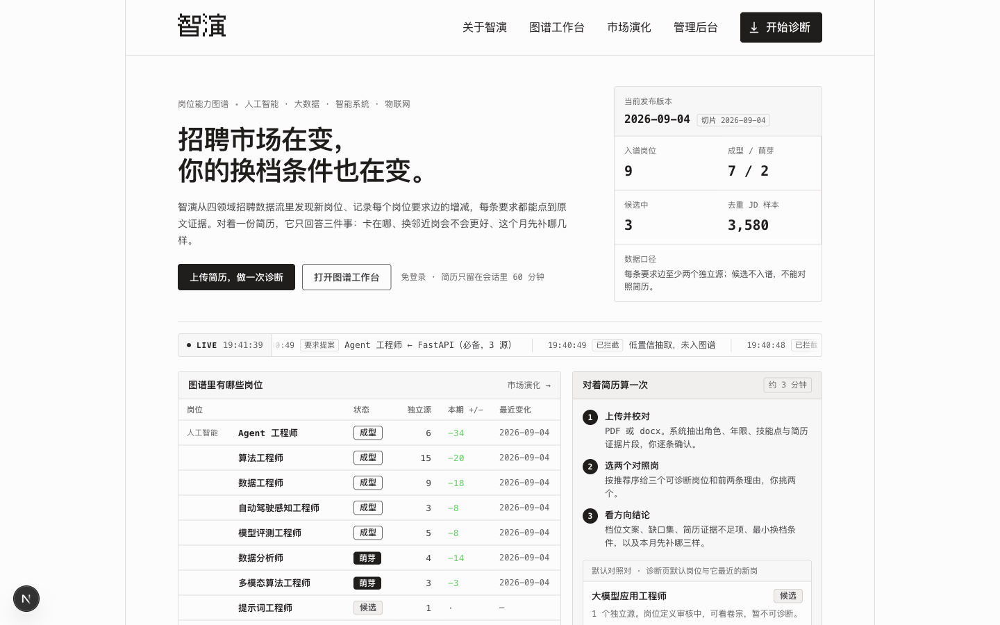 智演
关于智演
图谱工作台
市场演化
管理后台
开始诊断
岗位能力图谱 · 人工智能 · 大数据 · 智能系统 · 物联网
招聘市场在变，
你的换档条件也在变。
智演从四领域招聘数据流里发现新岗位、记录每个岗位要求边的增减，每条要求都能点到原
文证据。对着一份简历，它只回答三件事：卡在哪、换邻近岗会不会更好、这个月先补哪几
样。
上传简历，做一次诊断
打开图谱工作台
免登录 · 简历只留在会话里 60 分钟
当前发布版本
2026-09-04 切片 2026-09-04
入谱岗位 成型 / 萌芽
9 7 / 2
候选中 去重 JD 样本
3 3,580
数据口径
每条要求边至少两个独立源；候选不入谱，不能对
照简历。
LIVE 19:41:39 0:49 要求提案 Agent 工程师 ← FastAPI（必备，3 源） 19:40:49 已拦截 低置信抽取，未入图谱 19:40:48 已拦截
图谱里有哪些岗位 市场演化 →
岗位 状态 独立源 本期 +/− 最近变化
人工智能 Agent 工程师 成型 6 −34 2026-09-04
算法工程师 成型 15 −20 2026-09-04
数据工程师 成型 9 −18 2026-09-04
自动驾驶感知工程师 成型 3 −8 2026-09-04
模型评测工程师 成型 5 −8 2026-09-04
数据分析师 萌芽 4 −14 2026-09-04
多模态算法工程师 萌芽 3 −3 2026-09-04
提示词工程师 候选 1 · —
对着简历算一次 约 3 分钟
1 上传并校对
PDF 或 docx。系统抽出角色、年限、技能点与简历
证据片段，你逐条确认。
2 选两个对照岗
按推荐序给三个可诊断岗位和前两条理由，你挑两
个。
3 看方向结论
档位文案、缺口集、简历证据不足项、最小换档条
件，以及本月先补哪三样。
默认对照对 · 诊断页默认岗位与它最近的新岗
大模型应用工程师 候选
1 个独立源。岗位定义审核中，可看卷宗，暂不可诊断。
N